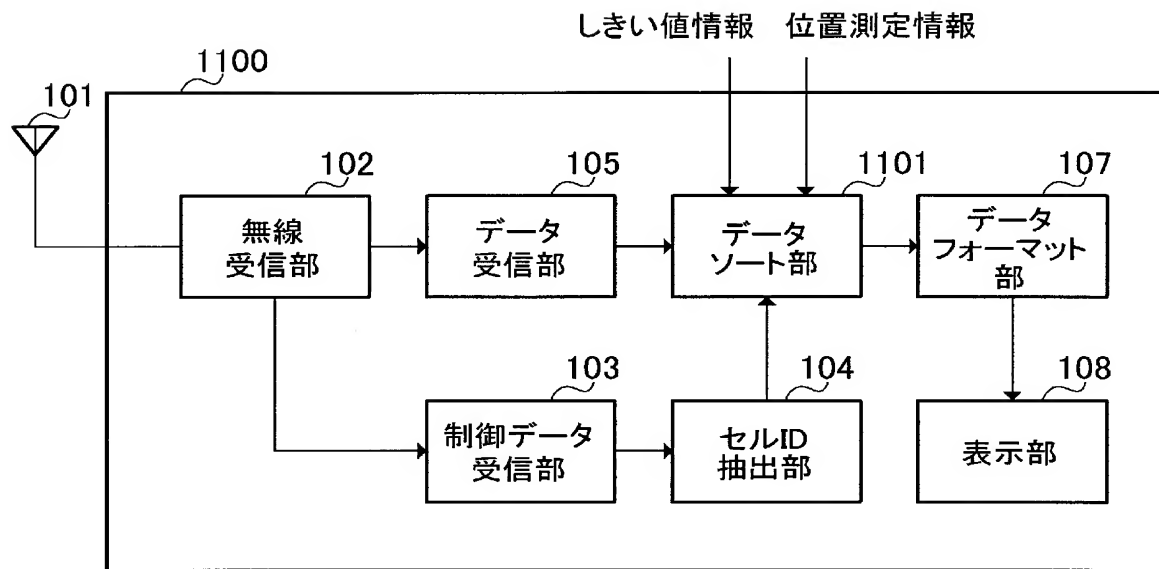 しきい値情報 位置測定情報
1100
101
102
無線
受信部
105
データ
受信部
1101
データ
ソート部
107
データ
フォーマット
部
103
制御データ
受信部
104
セルID
抽出部
108
表示部